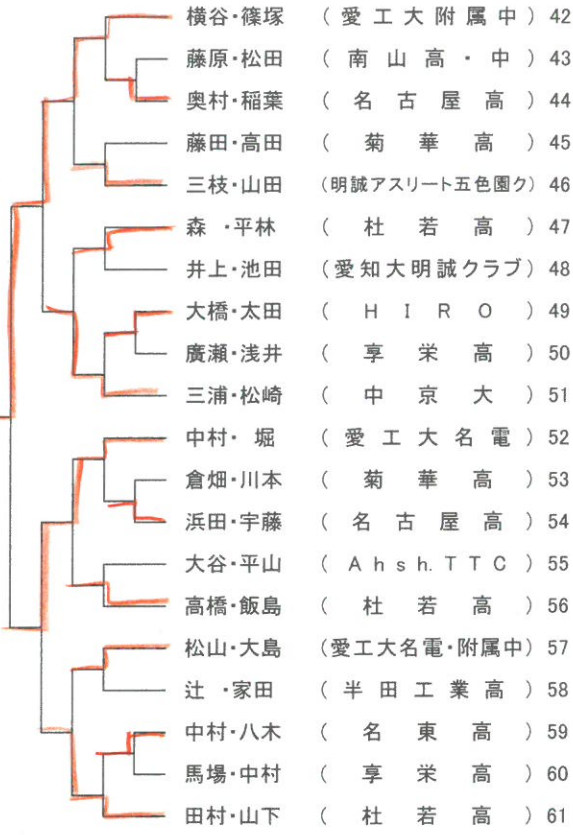 横谷・篠塚 (愛工大附属中) 42
藤原・松田 (南山高・中) 43
奥村・稲葉 (名古屋高) 44
藤田・高田 (菊華高) 45
三枝・山田 (明誠アスリート五色園ク) 46
森・平林 (杜若高) 47
井上・池田 (愛知大明誠クラブ) 48
大橋・太田 (HIRO) 49
廣瀬・浅井 (享栄高) 50
三浦・松崎 (中京大) 51
中村・堀 (愛工大名電) 52
倉畑・川本 (菊華高) 53
浜田・宇藤 (名古屋高) 54
大谷・平山 (Ahsh.TTC) 55
高橋・飯島 (杜若高) 56
松山・大島 (愛工大名電・附属中) 57
辻・家田 (半田工業高) 58
中村・八木 (名東高) 59
馬場・中村 (享栄高) 60
田村・山下 (杜若高) 61